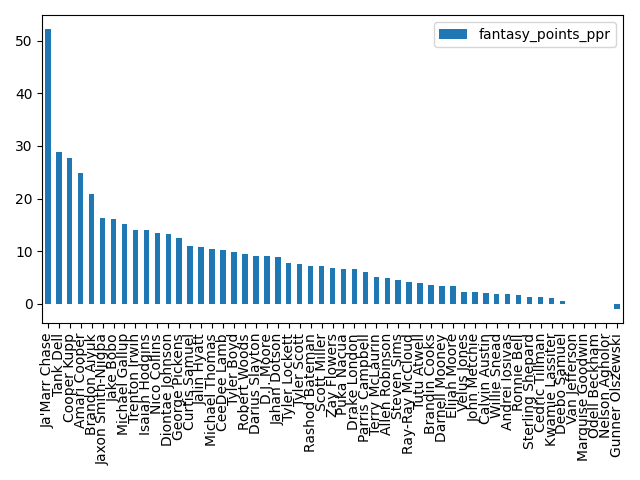 fantasy_points_ppr
50
40
30
20
10
0
Ja'Marr Chase
Tank Dell
Cooper Kupp
Amari Cooper
Brandon Aiyuk
Jaxon Smith-Njigba
Jake Bobo
Michael Gallup
Trenton Irwin
Isaiah Hodgins
Nico Collins
Diontae Johnson
George Pickens
Curtis Samuel
Jalin Hyatt
Michael Thomas
CeeDee Lamb
Tyler Boyd
Robert Woods
Darius Slayton
D.J. Moore
Jahan Dotson
Tyler Lockett
Tyler Scott
Rashod Bateman
Scott Miller
Zay Flowers
Puka Nacua
Drake London
Parris Campbell
Terry McLaurin
Allen Robinson
Steven Sims
Ray-Ray McCloud
Tutu Atwell
Brandin Cooks
Darnell Mooney
Elijah Moore
Velus Jones
John Metchie
Calvin Austin
Willie Snead
Andrei Iosivas
Ronnie Bell
Sterling Shepard
Cedric Tillman
Kwamie Lassiter
Deebo Samuel
Van Jefferson
Marquise Goodwin
Odell Beckham
Nelson Agholor
Gunner Olszewski